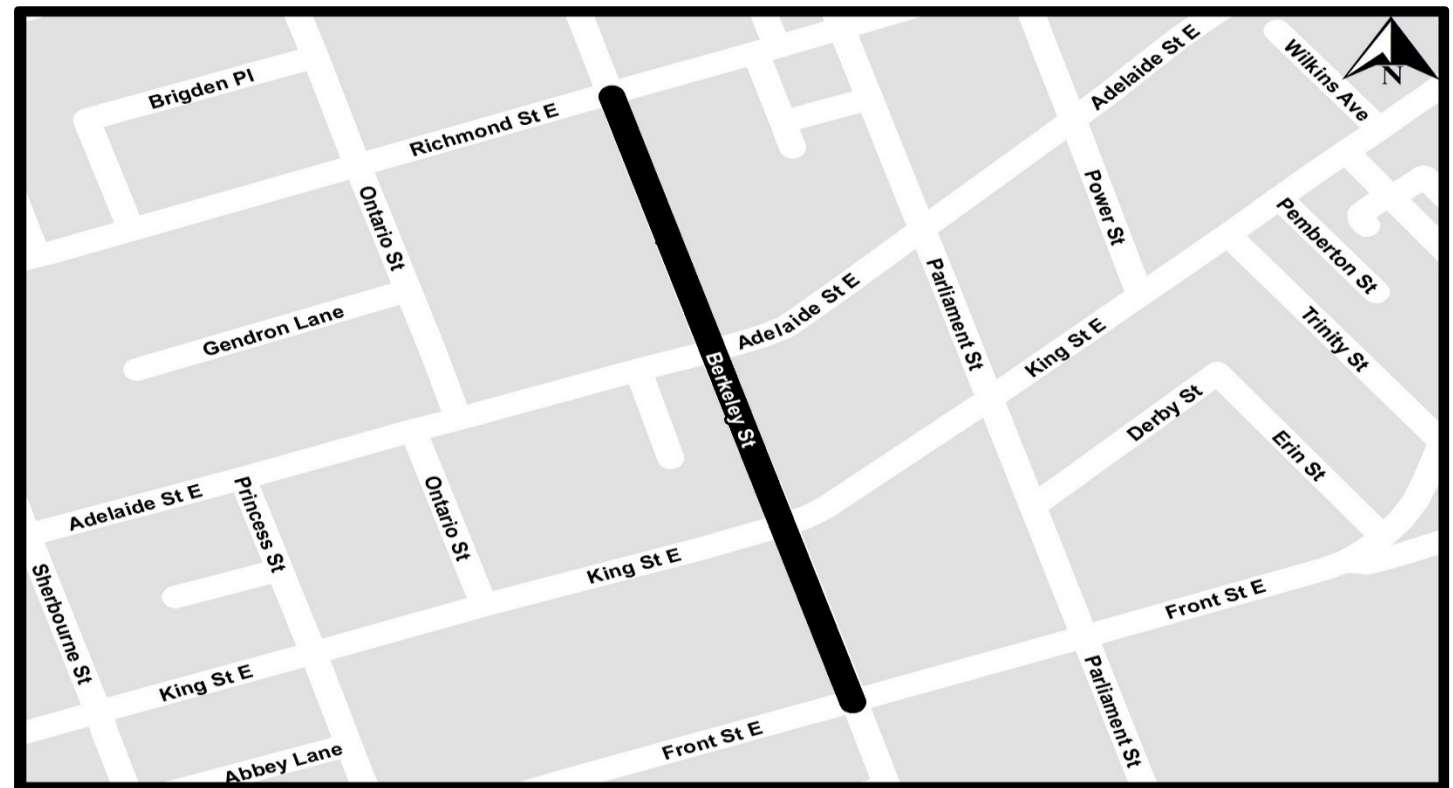 Brigden Pl
Richmond St E
Adelaide St E
Wilkins Ave
N
Ontario St
Power St
Pemberton St
Gendron Lane
Adelaide St E
Parliament St
King St E
Trinity St
Berkeley St
Derby St
Erin St
Adelaide St E
Princess St
Ontario St
King St E
Front St E
Sherbourne St
King St E
Parliament St
Front St E
Abbey Lane